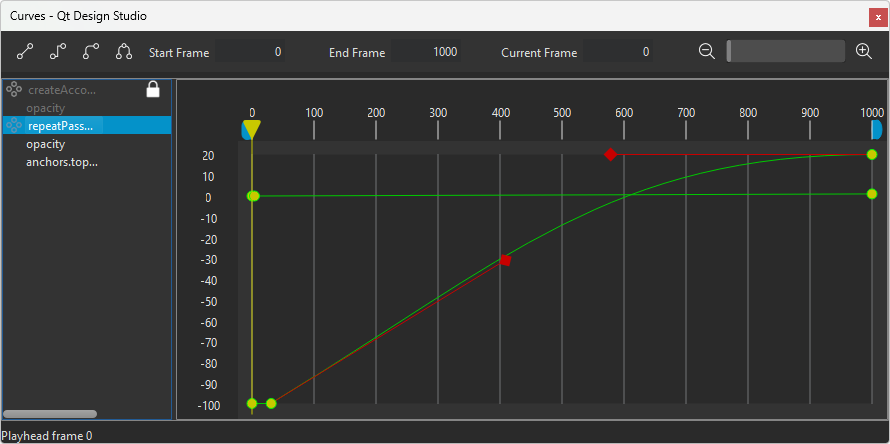 Curves - Qt Design Studio
Start Frame 0 End Frame 1000 Current Frame 0
createAcco...
opacity
repeatPass...
opacity
anchors.top...
0 100 200 300 400 500 600 700 800 900 1000
20
10
0
-10
-20
-30
-40
-50
-60
-70
-80
-90
-100
Playhead frame 0